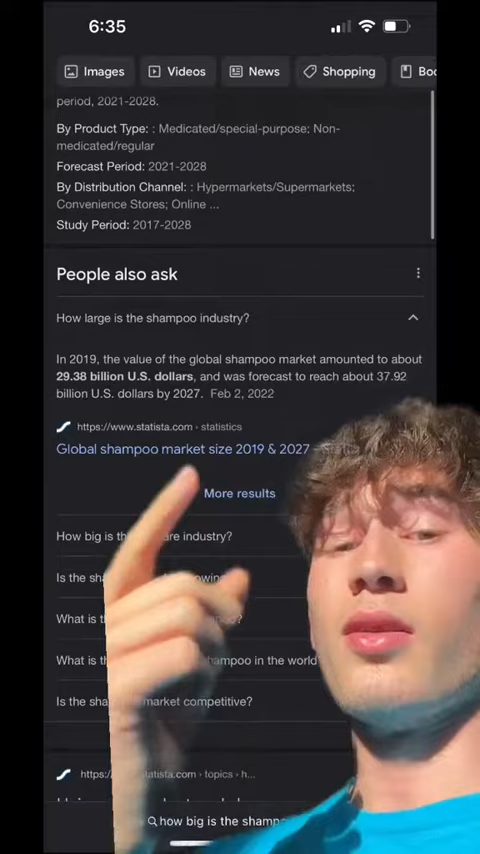 6:35
Images
Videos
News
Shopping
period, 2021-2028.
By Product Type: : Medicated/special-purpose; Non-
medicated/regular
Forecast Period: 2021-2028
By Distribution Channel: : Hypermarkets/Supermarkets;
Convenience Stores; Online ...
Study Period: 2017-2028
People also ask
How large is the shampoo industry?
In 2019, the value of the global shampoo market amounted to about
29.38 billion U.S. dollars, and was forecast to reach about 37.92
billion U.S. dollars by 2027. Feb 2, 2022
https://www.statista.com › statistics
Global shampoo market size 2019 & 2027 -
More results
How big is industry?
Is the
What is
What is shampoo in the world
Is the market competitive?
statista.com › topics › h...
how big is the